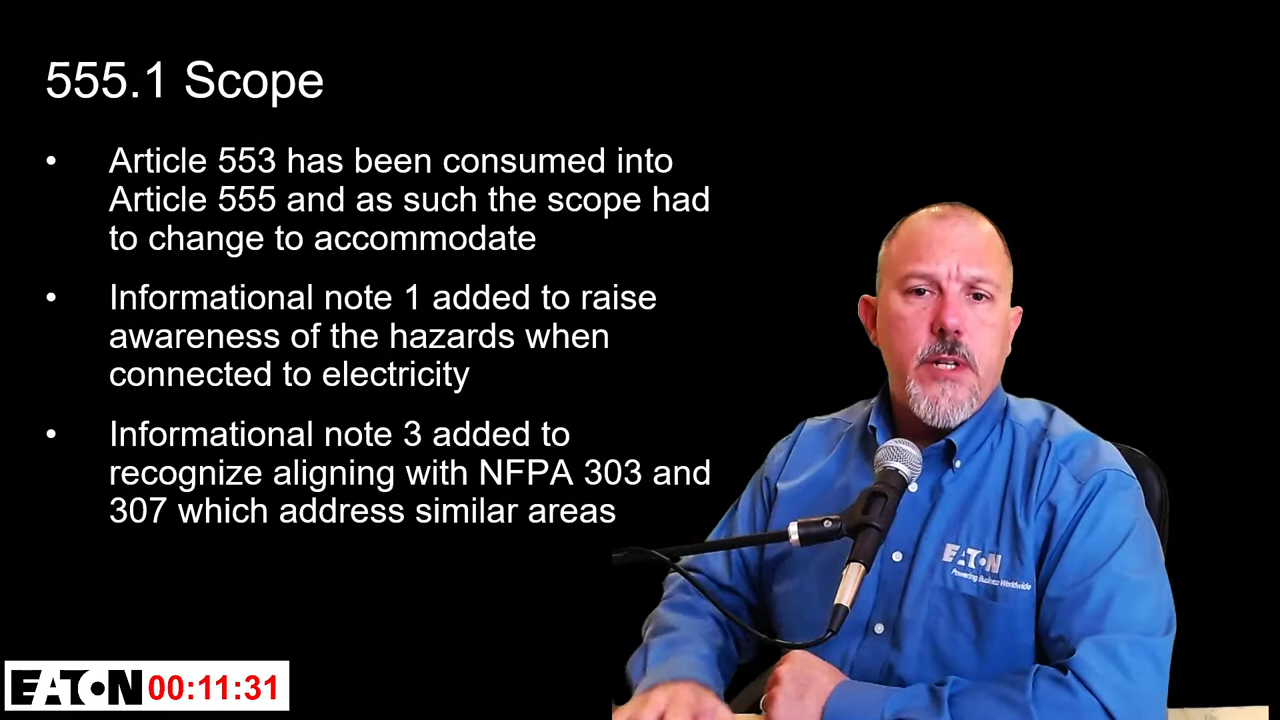 555.1 Scope
• Article 553 has been consumed into
Article 555 and as such the scope had
to change to accommodate
• Informational note 1 added to raise
awareness of the hazards when
connected to electricity
• Informational note 3 added to
recognize aligning with NFPA 303 and
307 which address similar areas
EATON
Powering Business Worldwide
EATON 00:11:31